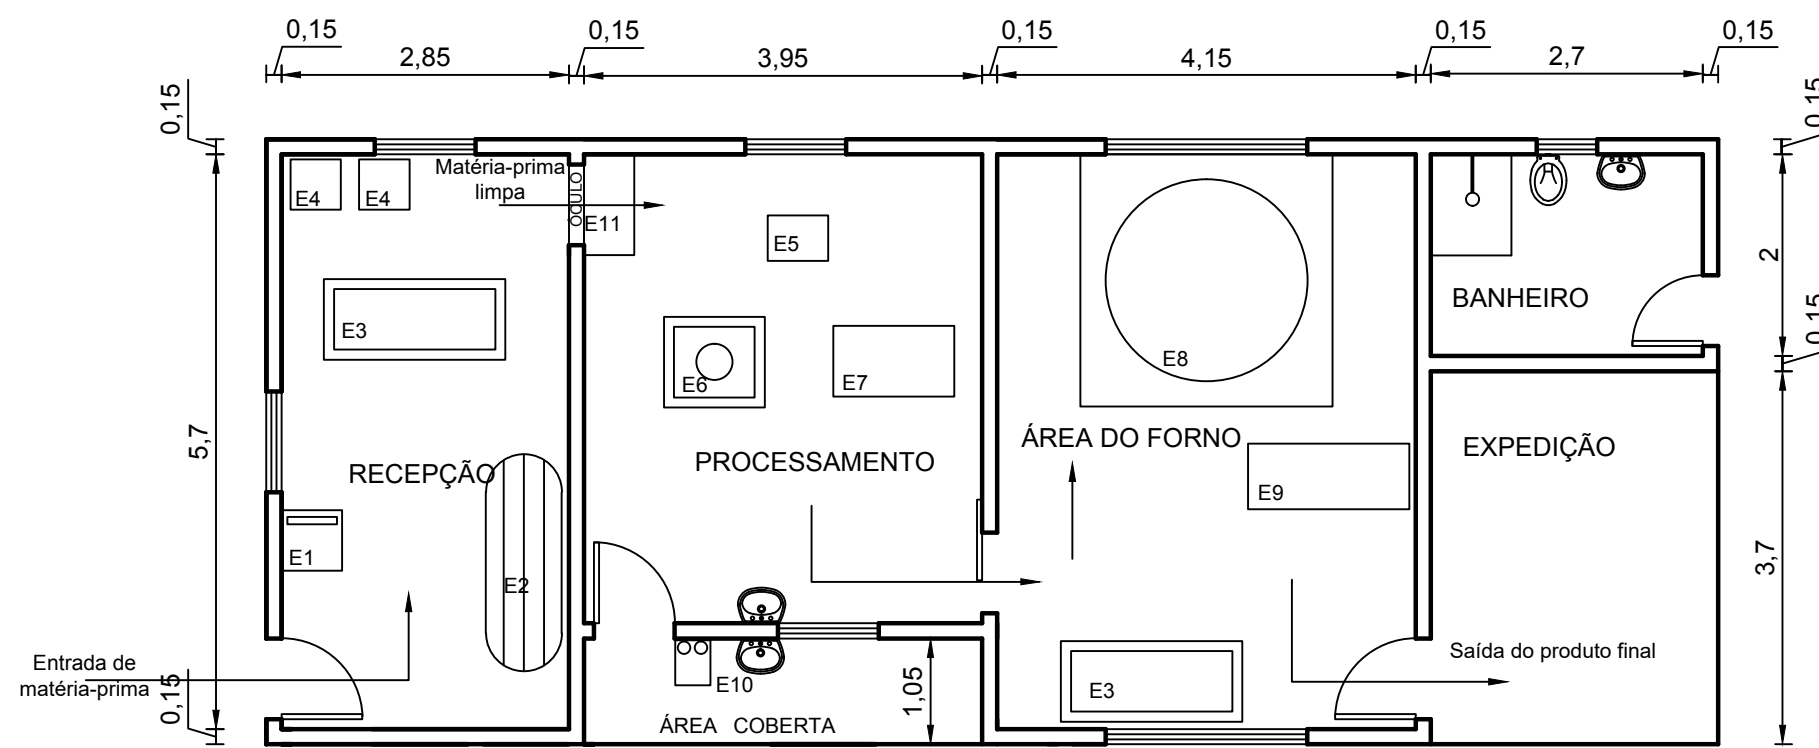 0,15
0,15
0,15
0,15
0,15
2,85
3,95
4,15
2,7
0,15
0,15
Matéria-prima
limpa
E4
E4
ÓCULO
E11
E5
2
E3
BANHEIRO
0,15
E6
E7
E8
5,7
ÁREA DO FORNO
RECEPÇÃO
PROCESSAMENTO
EXPEDIÇÃO
E9
E1
E2
3,7
Entrada de
matéria-prima
Saída do produto final
0,15
E10
1,05
E3
ÁREA COBERTA